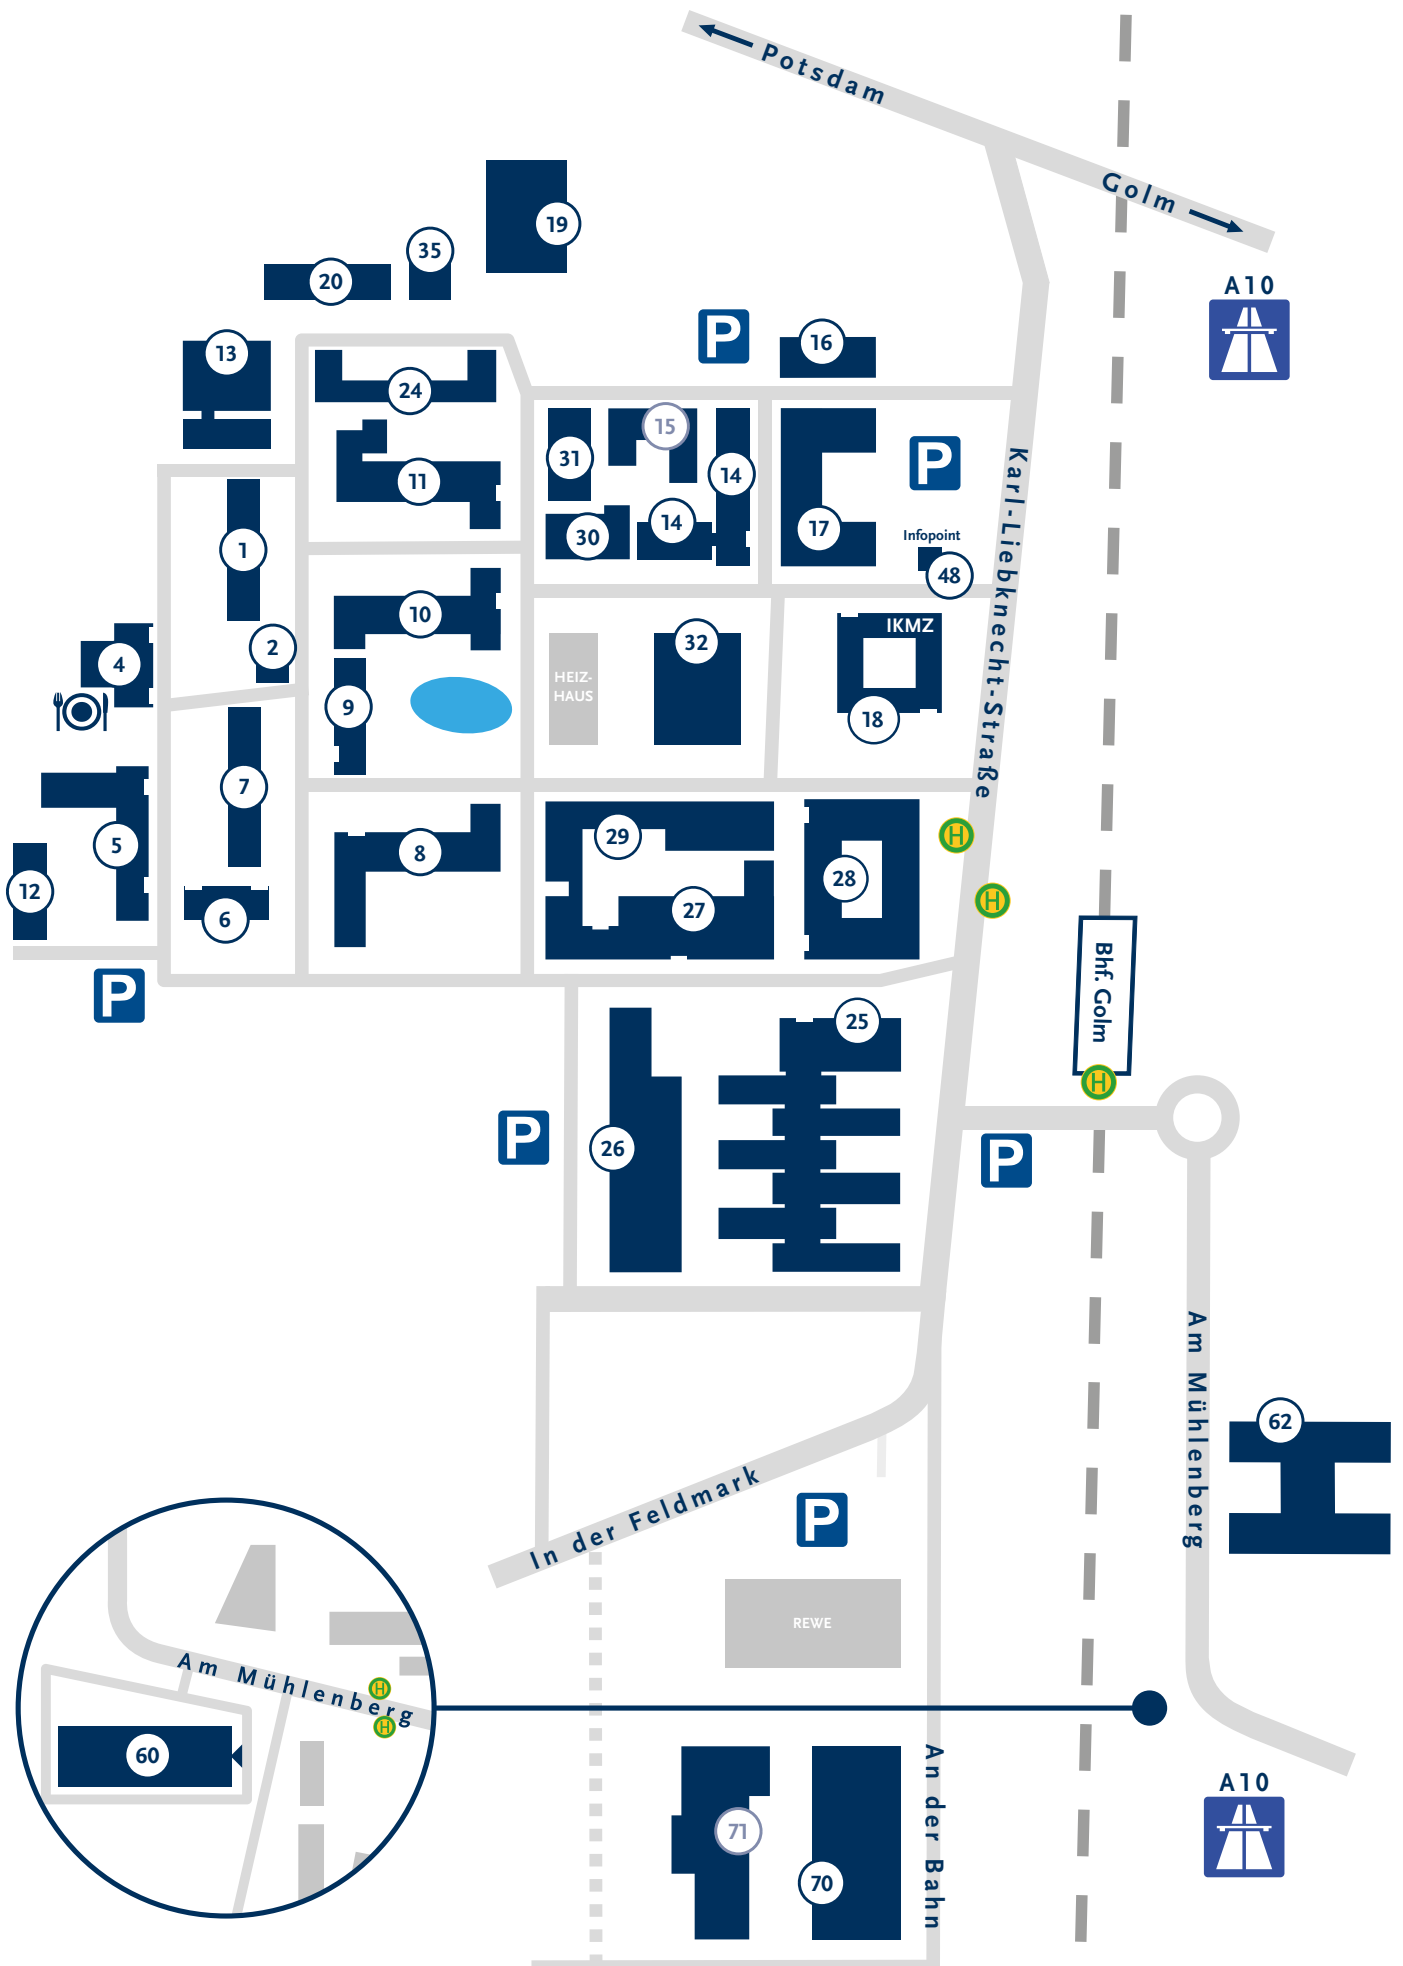 Potsdam
Golm
A10
19
35
20
13
16
24
15
31
14
11
14
30
17
Infopoint
48
1
10
2
4
32
IKMZ
HEIZ-
HAUS
9
18
Karl-Liebknecht-Straße
7
5
8
29
28
12
6
27
H
H
Bhf. Golm
H
P
P
P
25
26
P
P
Am Mühlenberg
62
In der Feldmark
P
REWE
Am Mühlenberg
H
H
60
71
70
An der Bahn
A10